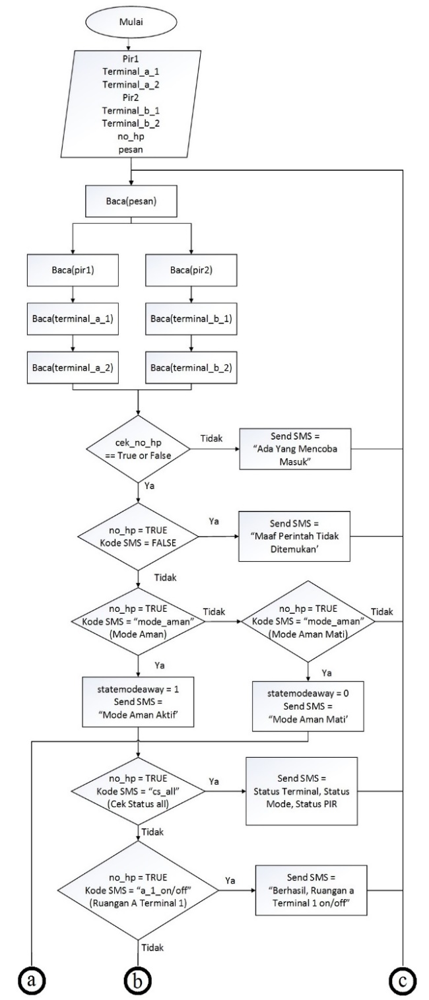 Mulai
Pir1
Terminal_a_1
Terminal_a_2
Pir2
Terminal_b_1
Terminal_b_2
no_hp
pesan
Baca(pesan)
Baca(pir1)
Baca(pir2)
Baca(terminal_a_1)
Baca(terminal_b_1)
Baca(terminal_a_2)
Baca(terminal_b_2)
cek_no_hp
== True or False
Tidak
Send SMS =
“Ada Yang Mencoba
Masuk”
Ya
no_hp = TRUE
Kode SMS = FALSE
Ya
Send SMS =
“Maaf Perintah Tidak
Ditemukan’
Tidak
no_hp = TRUE
Kode SMS = “mode_aman”
(Mode Aman)
Tidak
no_hp = TRUE
Kode SMS = “mode_aman”
(Mode Aman Mati)
Tidak
Ya
Ya
statemodeaway = 1
Send SMS =
“Mode Aman Aktif’
statemodeaway = 0
Send SMS =
“Mode Aman Mati’
no_hp = TRUE
Kode SMS = “cs_all”
(Cek Status all)
Ya
Send SMS =
Status Terminal, Status
Mode, Status PIR
Tidak
no_hp = TRUE
Kode SMS = “a_1_on/off”
(Ruangan A Terminal 1)
Ya
Send SMS =
“Berhasil, Ruangan a
Terminal 1 on/off”
Tidak
a
b
c